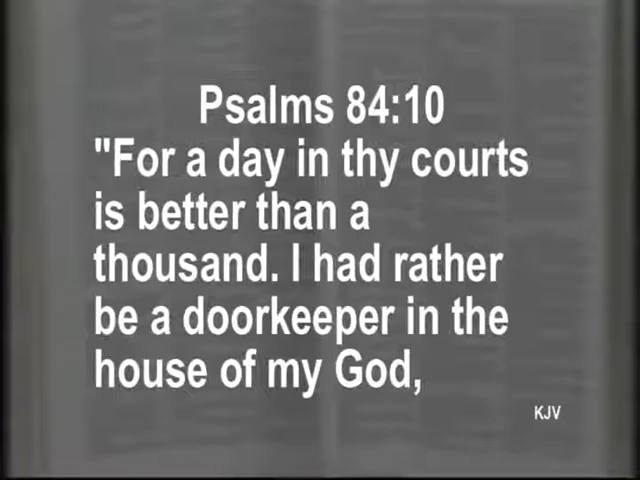 Psalms 84:10
"For a day in thy courts
is better than a
thousand. I had rather
be a doorkeeper in the
house of my God,
KJV